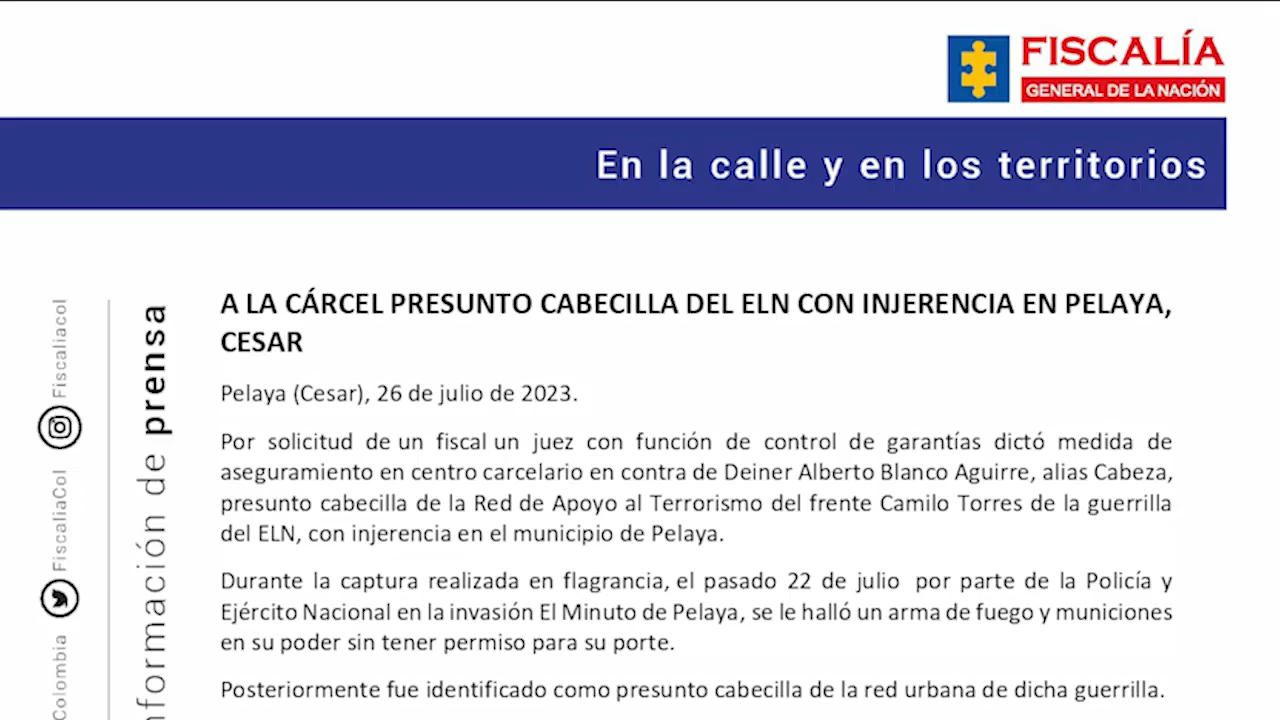 FISCALÍA
GENERAL DE LA NACIÓN
En la calle y en los territorios
A LA CÁRCEL PRESUNTO CABECILLA DEL ELN CON INJERENCIA EN PELAYA,
CESAR
Pelaya (Cesar), 26 de julio de 2023.
Por solicitud de un fiscal un juez con función de control de garantías dictó medida de
aseguramiento en centro carcelario en contra de Deiner Alberto Blanco Aguirre, alias Cabeza,
presunto cabecilla de la Red de Apoyo al Terrorismo del frente Camilo Torres de la guerrilla
del ELN, con injerencia en el municipio de Pelaya.
Durante la captura realizada en flagrancia, el pasado 22 de julio por parte de la Policía y
Ejército Nacional en la invasión El Minuto de Pelaya, se le halló un arma de fuego y municiones
en su poder sin tener permiso para su porte.
Posteriormente fue identificado como presunto cabecilla de la red urbana de dicha guerrilla.
nformación de prensa
Fiscaliacol
FiscaliaCol
Colombia